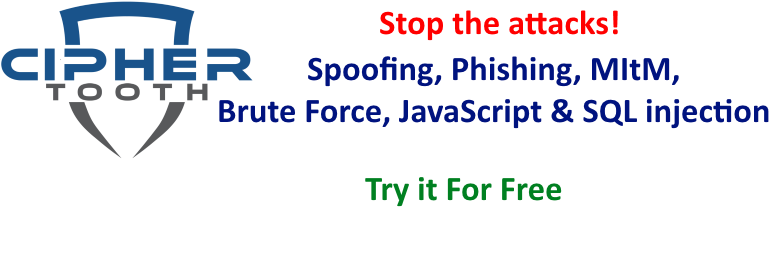 CIPHER
TOOTH
Stop the attacks!
Spoofing, Phishing, MItM,
Brute Force, JavaScript & SQL injection
Try it For Free